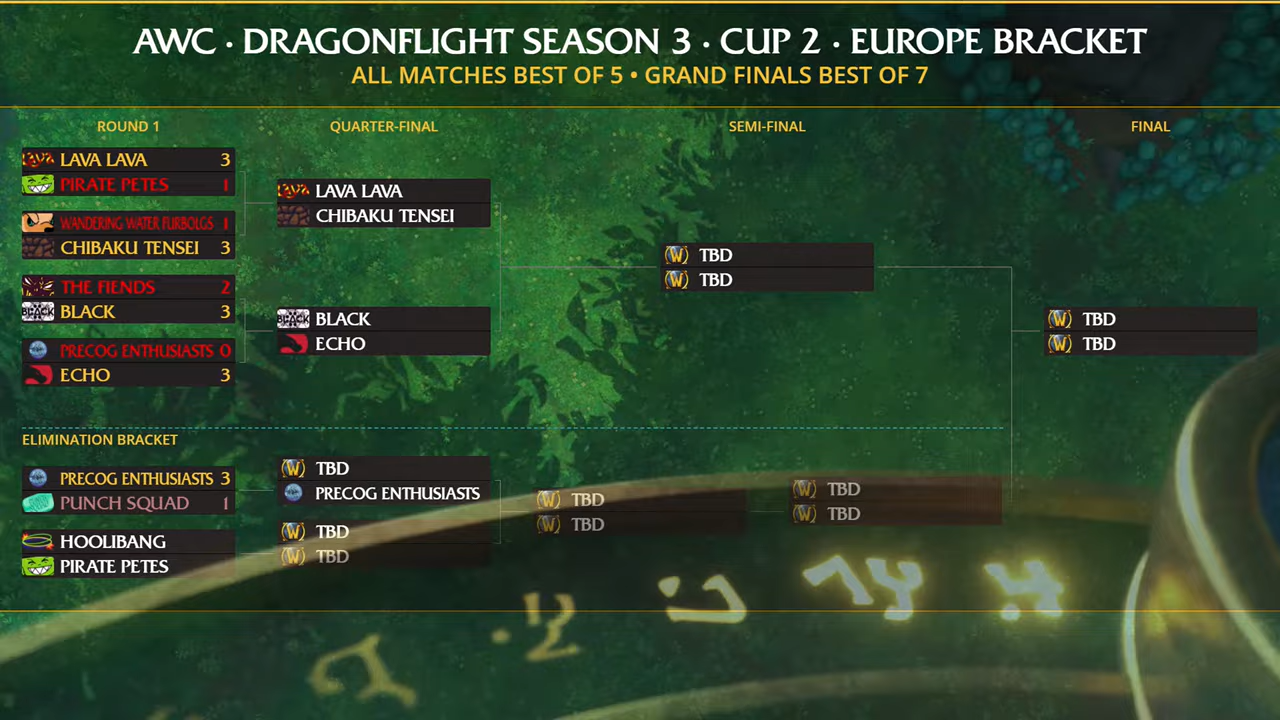 AWC · DRAGONFLIGHT SEASON 3 · CUP 2 · EUROPE BRACKET
ALL MATCHES BEST OF 5 • GRAND FINALS BEST OF 7
ROUND 1
QUARTER-FINAL
SEMI-FINAL
FINAL
LAVA LAVA 3
PIRATE PETES 1
WANDERING WATER FURBOLGS 1
CHIBAKU TENSEI 3
THE FIENDS 2
BLACK 3
PRECOG ENTHUSIASTS 0
ECHO 3
LAVA LAVA
CHIBAKU TENSEI
BLACK
ECHO
TBD
TBD
TBD
TBD
ELIMINATION BRACKET
PRECOG ENTHUSIASTS 3
PUNCH SQUAD 1
HOOLIBANG
PIRATE PETES
TBD
PRECOG ENTHUSIASTS
TBD
TBD
TBD
TBD
TBD
TBD